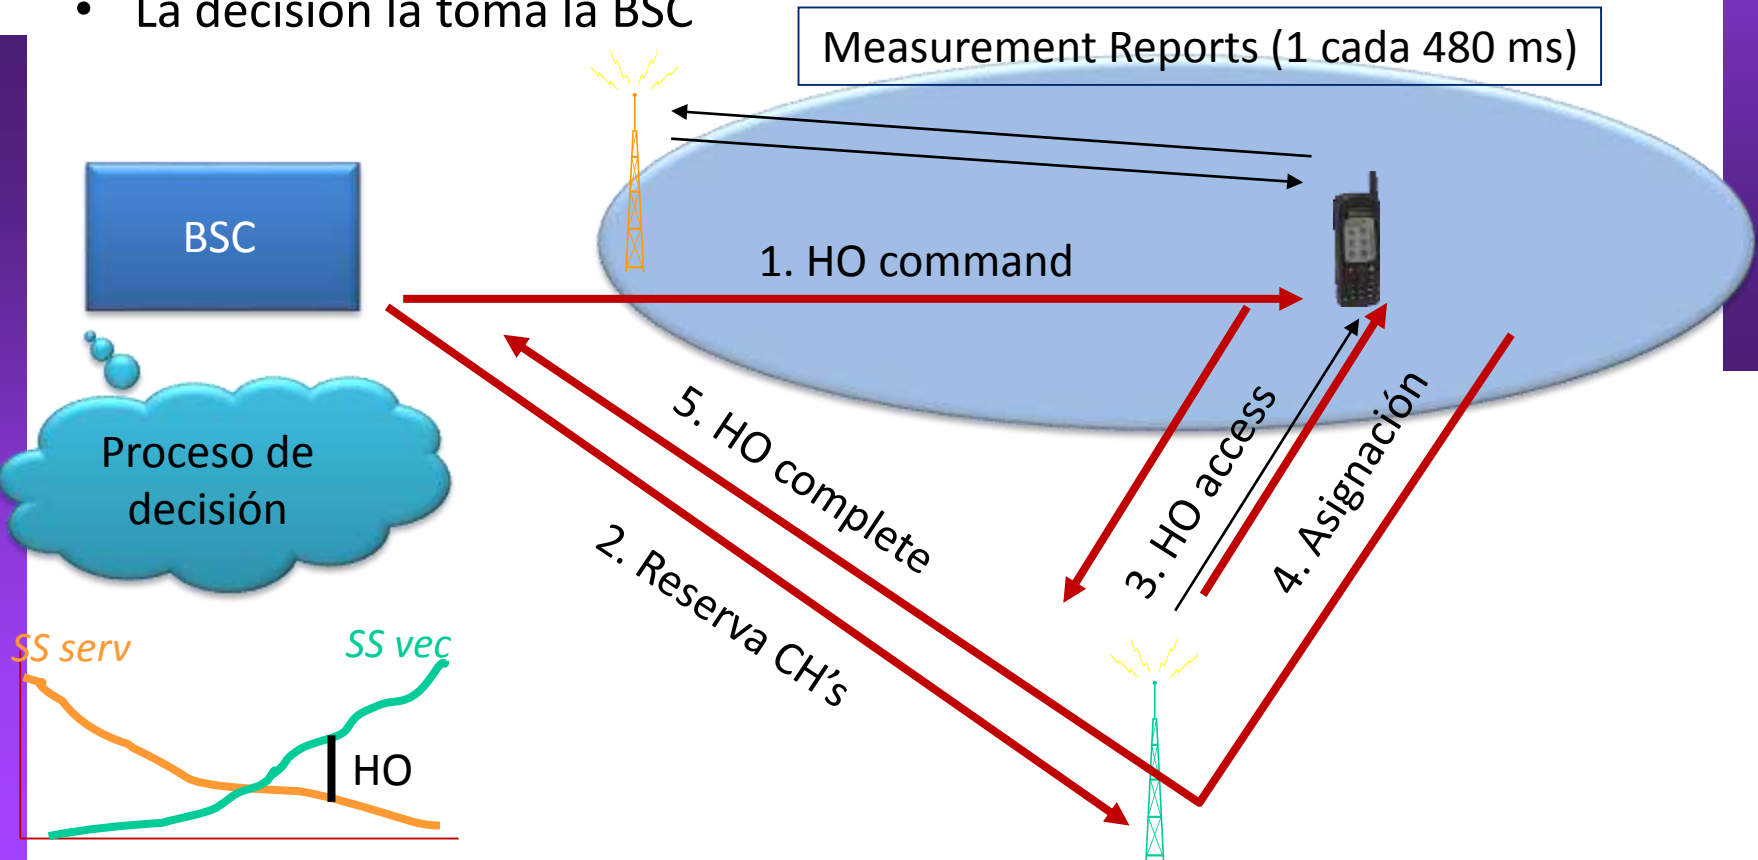 • La decisión la toma la BSC
Measurement Reports (1 cada 480 ms)
BSC
1. HO command
Proceso de
decisión
5. HO complete
2. Reserva CH’s
3. HO access
4. Asignación
SS serv
SS vec
HO